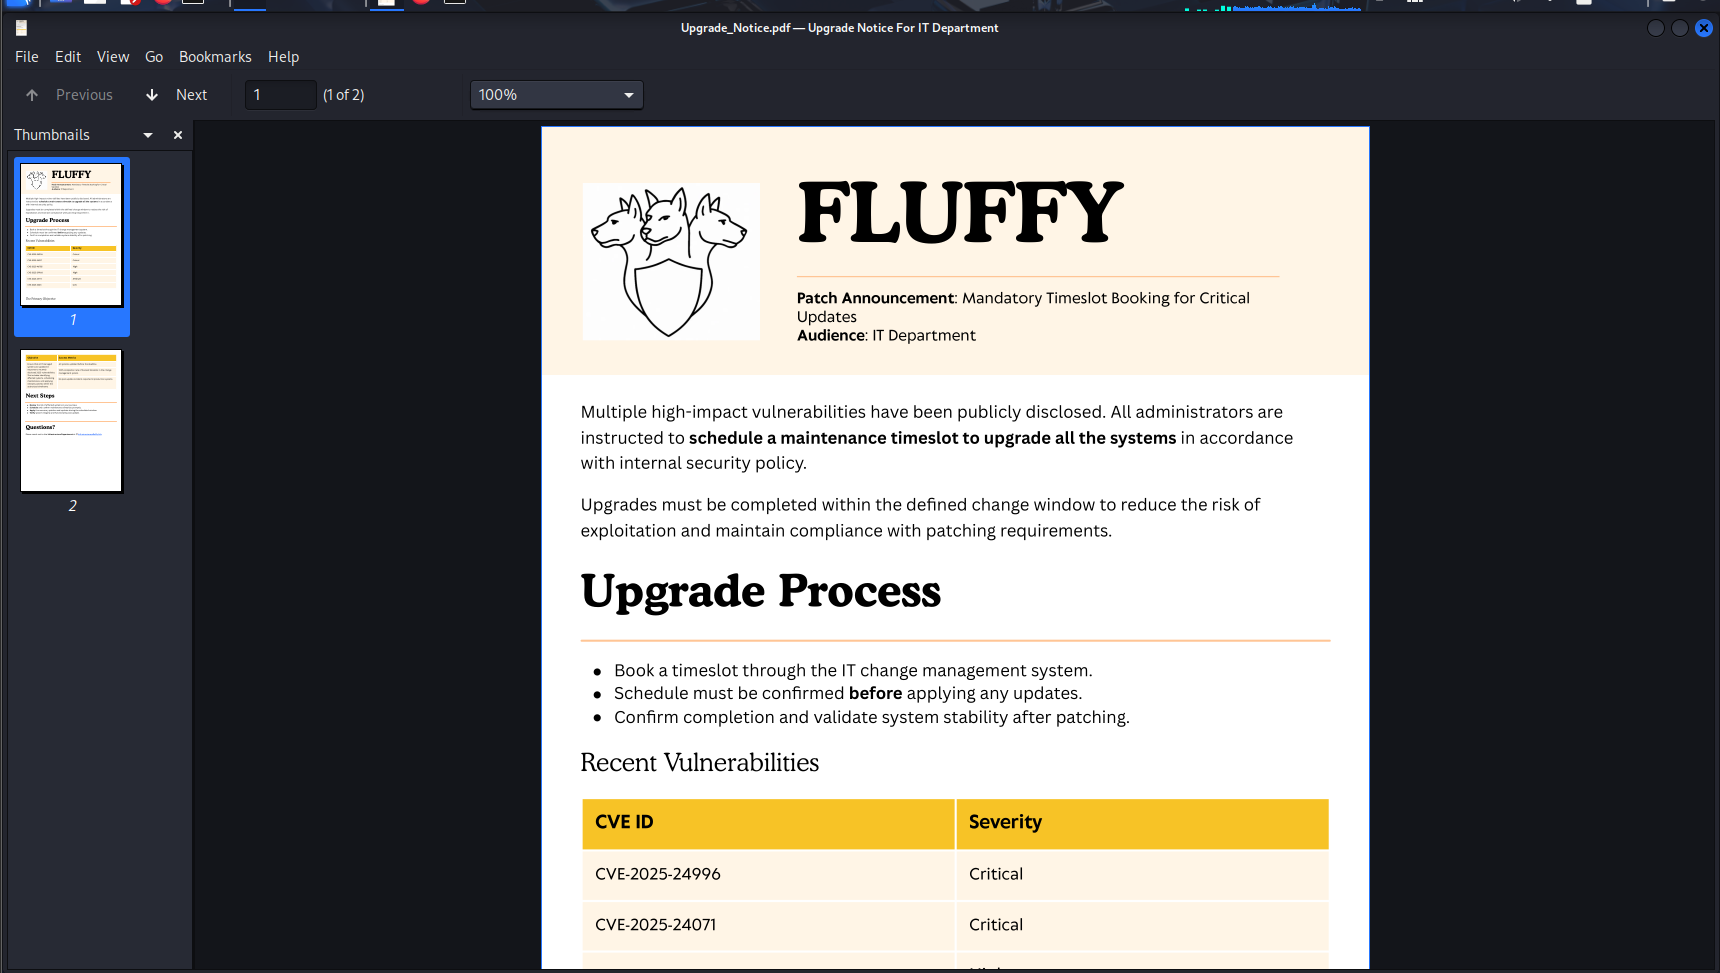 Upgrade_Notice.pdf — Upgrade Notice For IT Department
File Edit View Go Bookmarks Help
Previous Next 1 (1 of 2) 100%
Thumbnails
FLUFFY
Upgrade Process
1
Next Steps
Questions?
2
FLUFFY
Patch Announcement: Mandatory Timeslot Booking for Critical
Updates
Audience: IT Department
Multiple high-impact vulnerabilities have been publicly disclosed. All administrators are
instructed to schedule a maintenance timeslot to upgrade all the systems in accordance
with internal security policy.
Upgrades must be completed within the defined change window to reduce the risk of
exploitation and maintain compliance with patching requirements.
Upgrade Process
● Book a timeslot through the IT change management system.
● Schedule must be confirmed before applying any updates.
● Confirm completion and validate system stability after patching.
Recent Vulnerabilities
CVE ID Severity
CVE-2025-24996 Critical
CVE-2025-24071 Critical